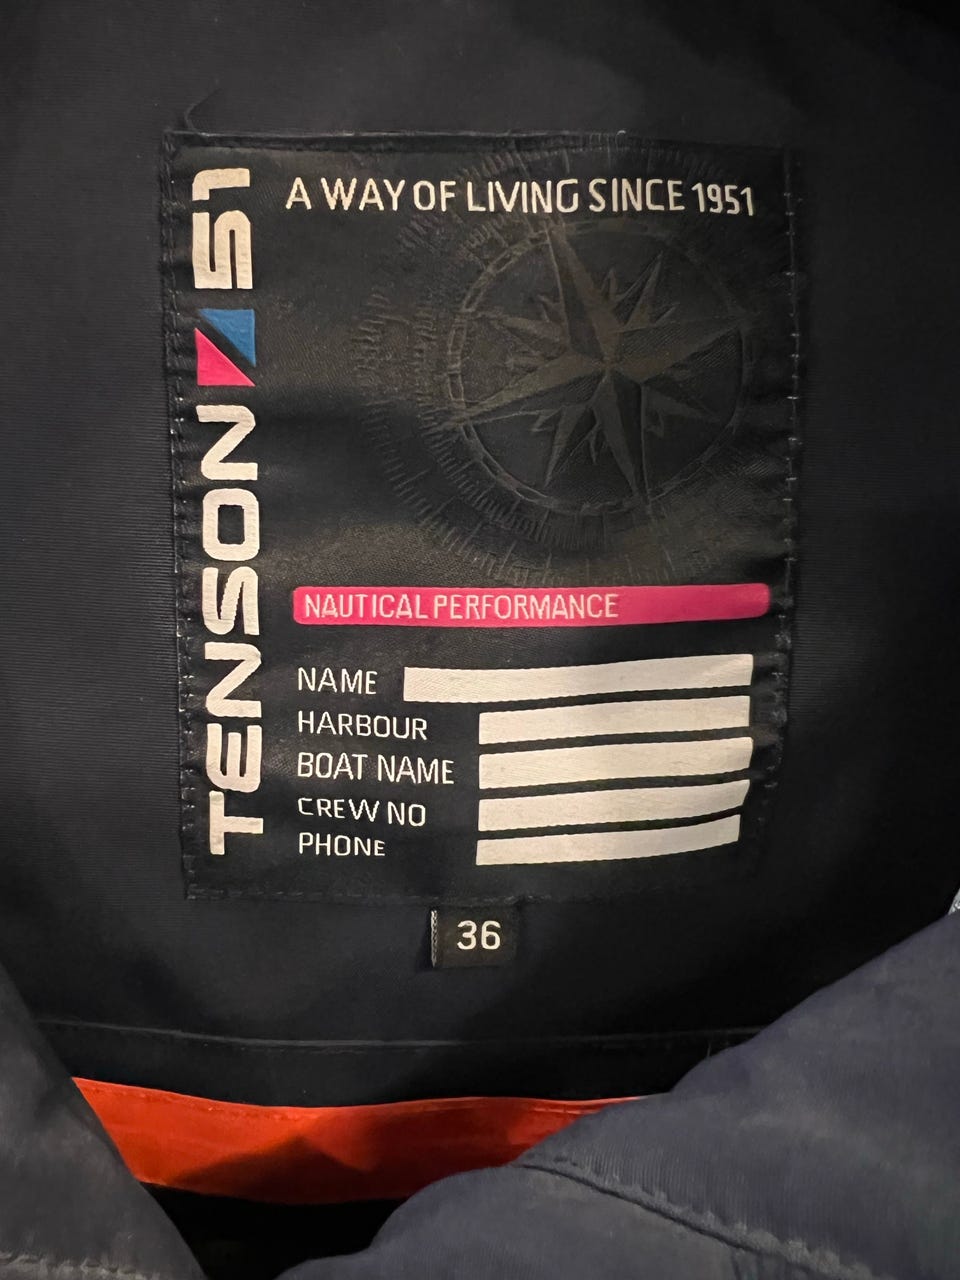 A WAY OF LIVING SINCE 1951
TENSON 51
NAUTICAL PERFORMANCE
NAME
HARBOUR
BOAT NAME
CREW NO
PHONE
36